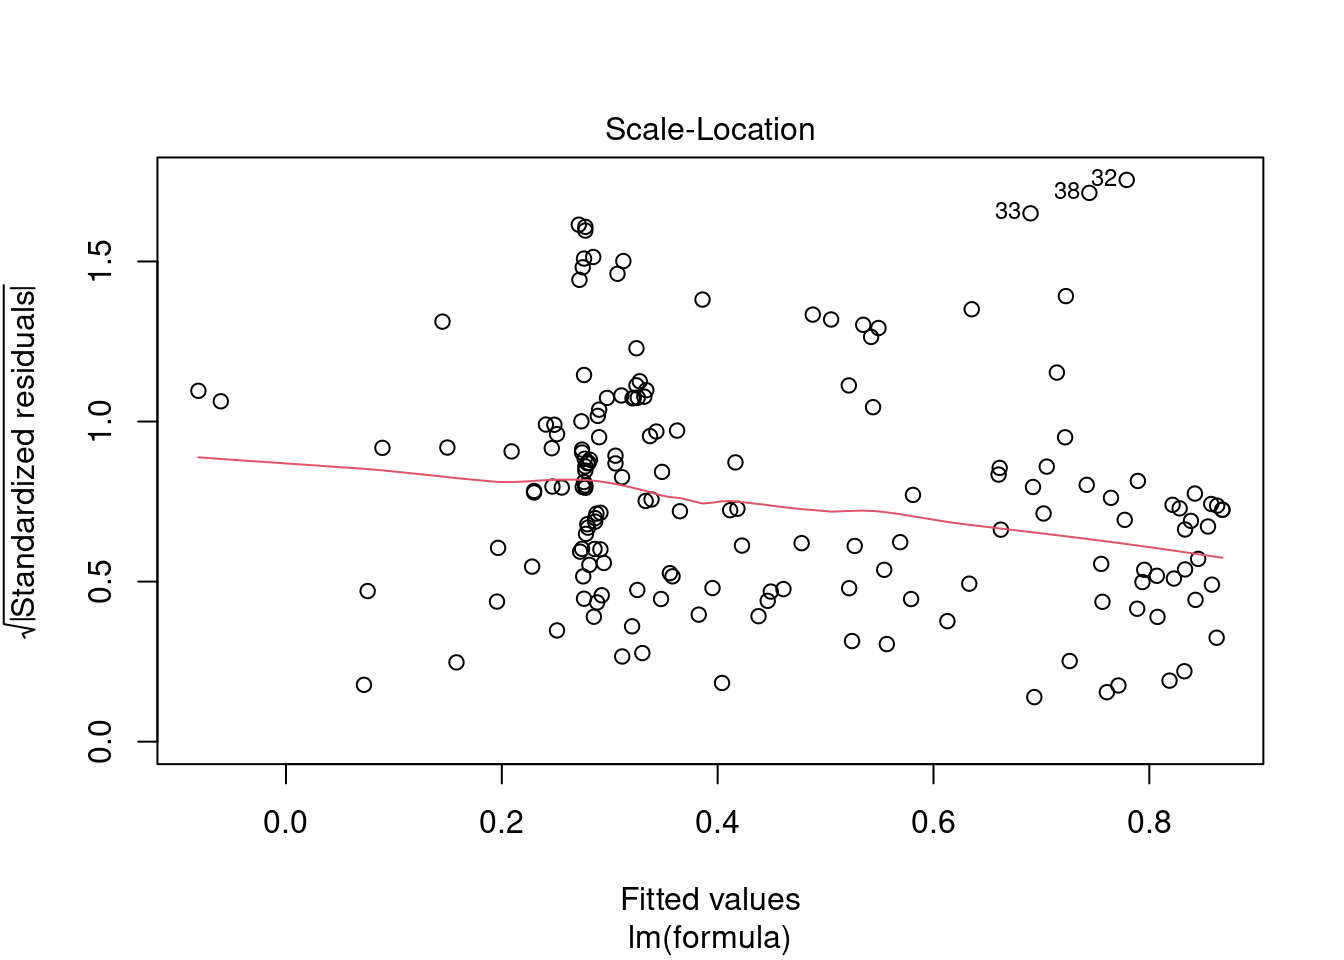 Scale-Location
√|Standardized residuals|
1.5
1.0
0.5
0.0
32
38
33
0.0 0.2 0.4 0.6 0.8
Fitted values
lm(formula)